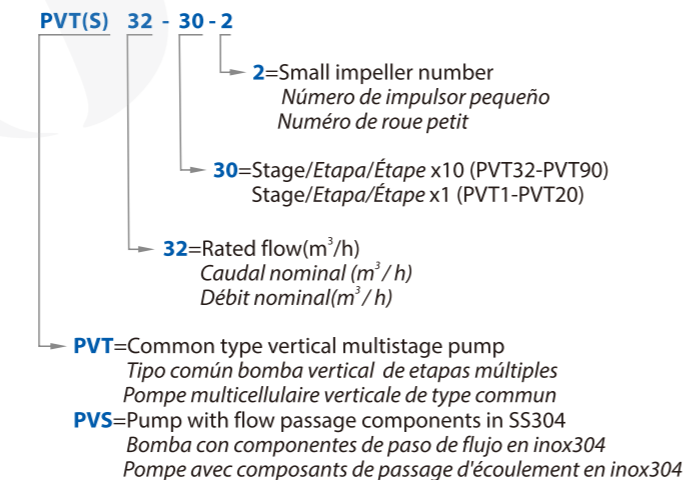 PVT(S) 32 - 30 - 2
2=Small impeller number
Número de impulsor pequeño
Numéro de roue petit
30=Stage/Etapa/Étape x10 (PVT32-PVT90)
Stage/Etapa/Étape x1 (PVT1-PVT20)
32=Rated flow(m³/h)
Caudal nominal (m³/ h)
Débit nominal(m³/ h)
PVT=Common type vertical multistage pump
Tipo común bomba vertical de etapas múltiples
Pompe multicellulaire verticale de type commun
PVS=Pump with flow passage components in SS304
Bomba con componentes de paso de flujo en inox304
Pompe avec composants de passage d'écoulement en inox304